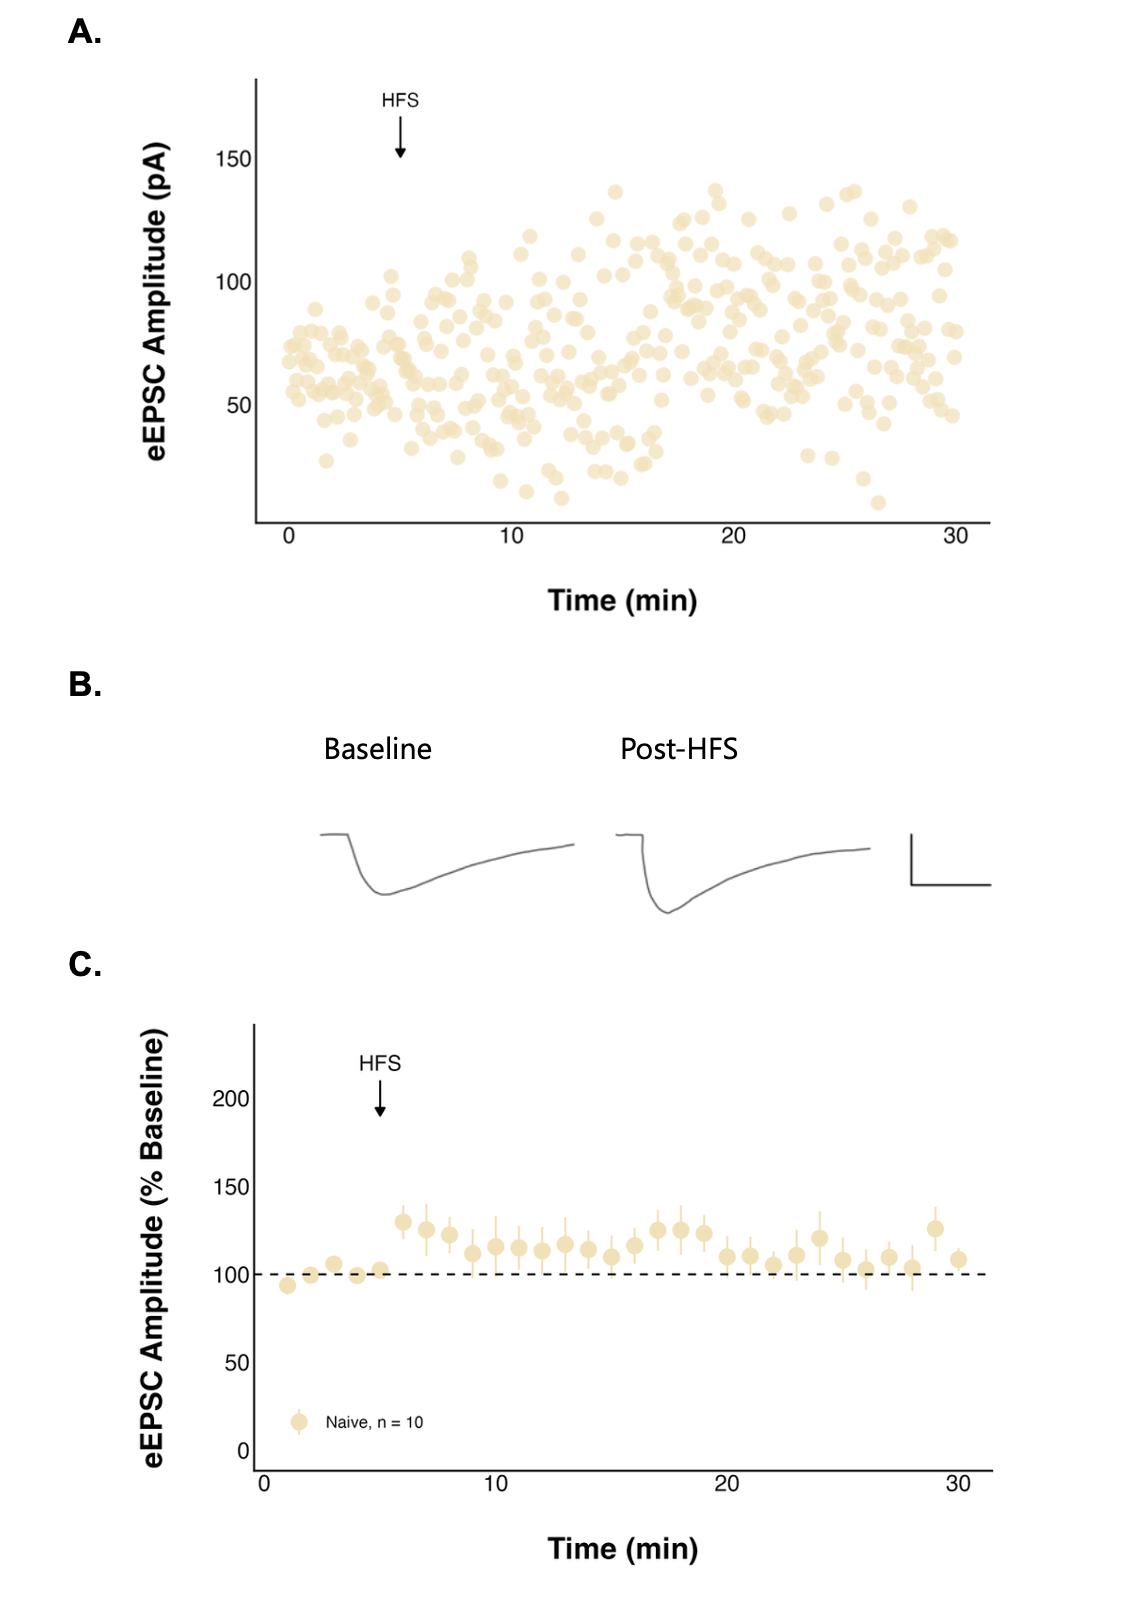 A.
HFS
eEPSC Amplitude (pA)
150
100
50
0 10 20 30
Time (min)
B.
Baseline Post-HFS
C.
HFS
eEPSC Amplitude (% Baseline)
200
150
100
50
Naive, n = 10
0
0 10 20 30
Time (min)